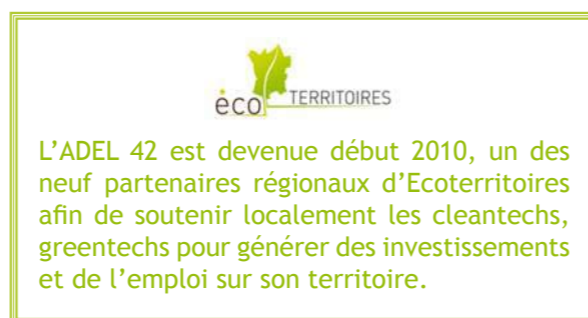 éco TERRITOIRES
L’ADEL 42 est devenue début 2010, un des
neuf partenaires régionaux d’Ecoterritoires
afin de soutenir localement les cleantechs,
greentechs pour générer des investissements
et de l’emploi sur son territoire.